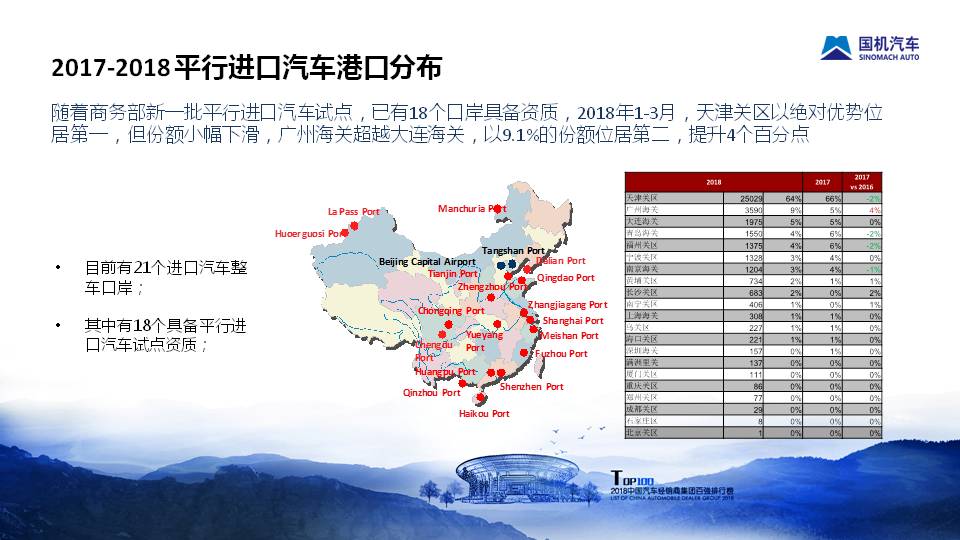 国机汽车
SINOMACH AUTO
2017-2018平行进口汽车港口分布
随着商务部新一批平行进口汽车试点，已有18个口岸具备资质，2018年1-3月，天津关区以绝对优势位
居第一，但份额小幅下滑，广州海关超越大连海关，以9.1%的份额位居第二，提升4个百分点
• 目前有21个进口汽车整
车口岸；
• 其中有18个具备平行进
口汽车试点资质；
La Pass Port
Manchuria Port
Huoerguosi Port
Tangshan Port
Beijing Capital Airport
Dalian Port
Tianjin Port
Qingdao Port
Zhengzhou Port
Zhangjiagang Port
Chongqing Port
Shanghai Port
Yueyang
Port
Meishan Port
Chengdu
Port
Fuzhou Port
Huangpu Port
Shenzhen Port
Qinzhou Port
Haikou Port
2018 2017 2017
vs 2016
天津关区 25029 64% 66% -2%
广州海关 3590 9% 5% 4%
大连海关 1975 5% 5% 0%
青岛海关 1550 4% 6% -2%
福州关区 1375 4% 6% -2%
宁波关区 1328 3% 4% 0%
南京海关 1204 3% 4% -1%
黄埔关区 734 2% 1% 1%
长沙关区 683 2% 0% 2%
南宁关区 406 1% 0% 1%
上海海关 308 1% 1% 0%
乌关区 227 1% 1% 0%
海口关区 221 1% 1% 0%
深圳海关 157 0% 1% 0%
满洲里关 137 0% 0% 0%
厦门关区 111 0% 0% 0%
重庆关区 86 0% 0% 0%
郑州关区 77 0% 0% 0%
成都关区 29 0% 0% 0%
石家庄区 8 0% 0% 0%
北京关区 1 0% 0% 0%
TOP100
2018中国汽车经销商集团百强排行榜
LIST OF CHINA AUTOMOBILE DEALER GROUP 2018